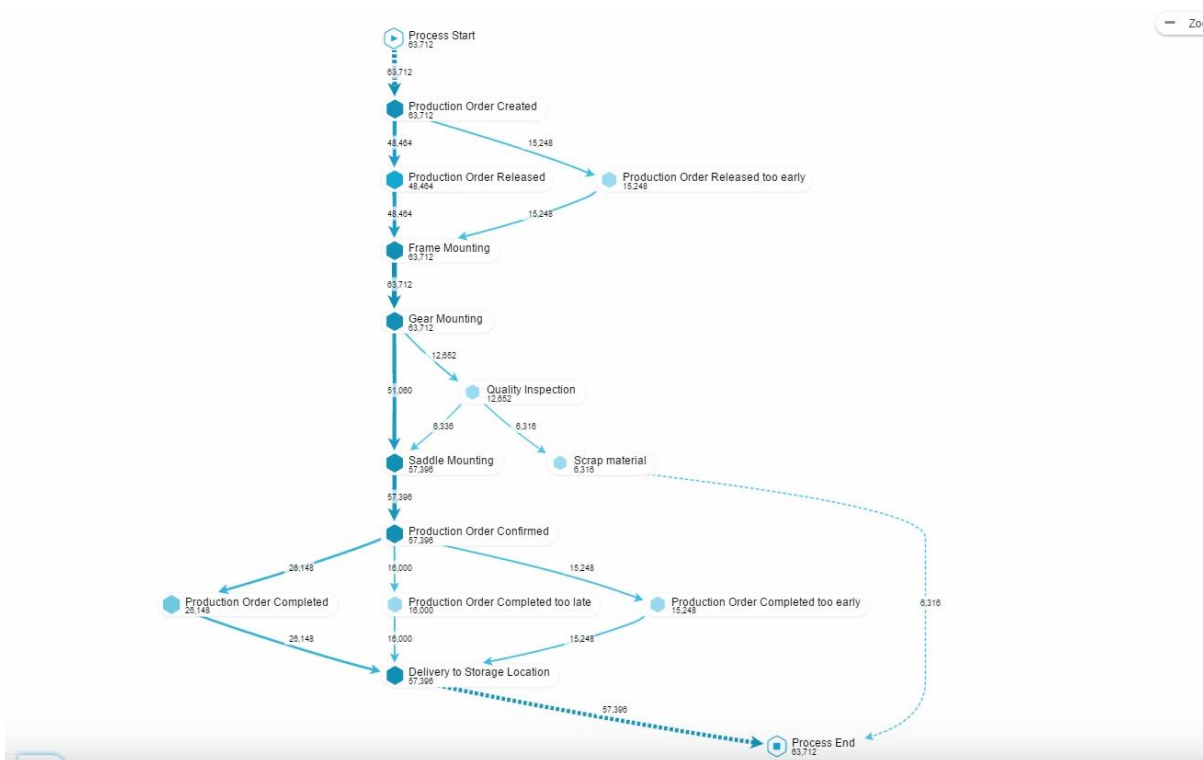 Zoo
Process Start
63,712
63,712
Production Order Created
63,712
48,464
15,248
Production Order Released
48,464
Production Order Released too early
15,248
48,464
15,248
Frame Mounting
63,712
63,712
Gear Mounting
63,712
12,652
51,060
Quality Inspection
12,652
6,336
6,316
Saddle Mounting
57,396
Scrap material
6,316
57,396
Production Order Confirmed
57,396
26,148
16,000
15,248
Production Order Completed
26,148
Production Order Completed too late
16,000
Production Order Completed too early
15,248
6,316
26,148
16,000
15,248
Delivery to Storage Location
57,396
57,396
Process End
63,712